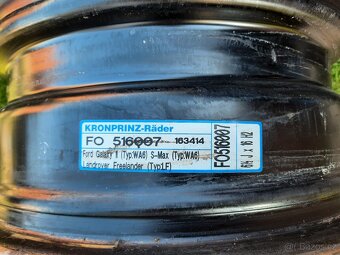 KRONPRINZ-Räder
FO 516007 163414
Ford Galaxy II (Typ:WA6) S-Max (Typ:WA6)
Landrover Freelander (Typ:LF)
FO516007
6½ J x 16 H2